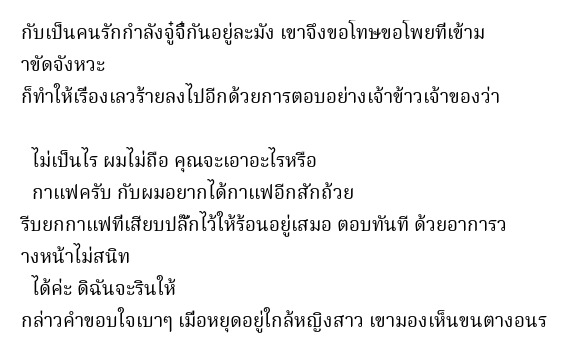 กับเป็นคนรักกำลังจู๋จี๋กันอยู่ละมัง เขาจึงขอโทษขอโพยที่เข้าม
าขัดจังหวะ
ก็ทำให้เรื่องเลวร้ายลงไปอีกด้วยการตอบอย่างเจ้าข้าวเจ้าของว่า
ไม่เป็นไร ผมไม่ถือ คุณจะเอาอะไรหรือ
กาแฟครับ กับผมอยากได้กาแฟอีกสักถ้วย
รีบยกกาแฟที่เสียบปลั๊กไว้ให้ร้อนอยู่เสมอ ตอบทันที ด้วยอาการว
างหน้าไม่สนิท
ได้ค่ะ ดิฉันจะรินให้
กล่าวคำขอบใจเบาๆ เมื่อหยุดอยู่ใกล้หญิงสาว เขามองเห็นขนตางอนร